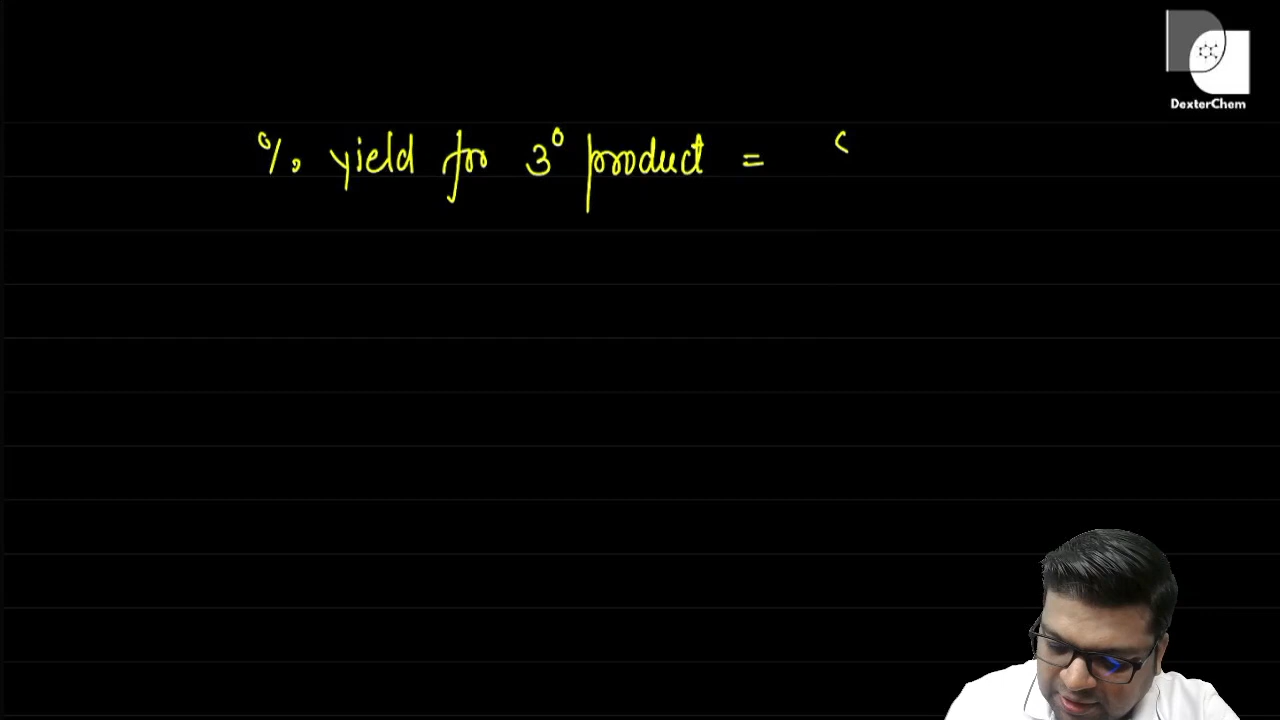 DexterChem
% yield for 3° product =